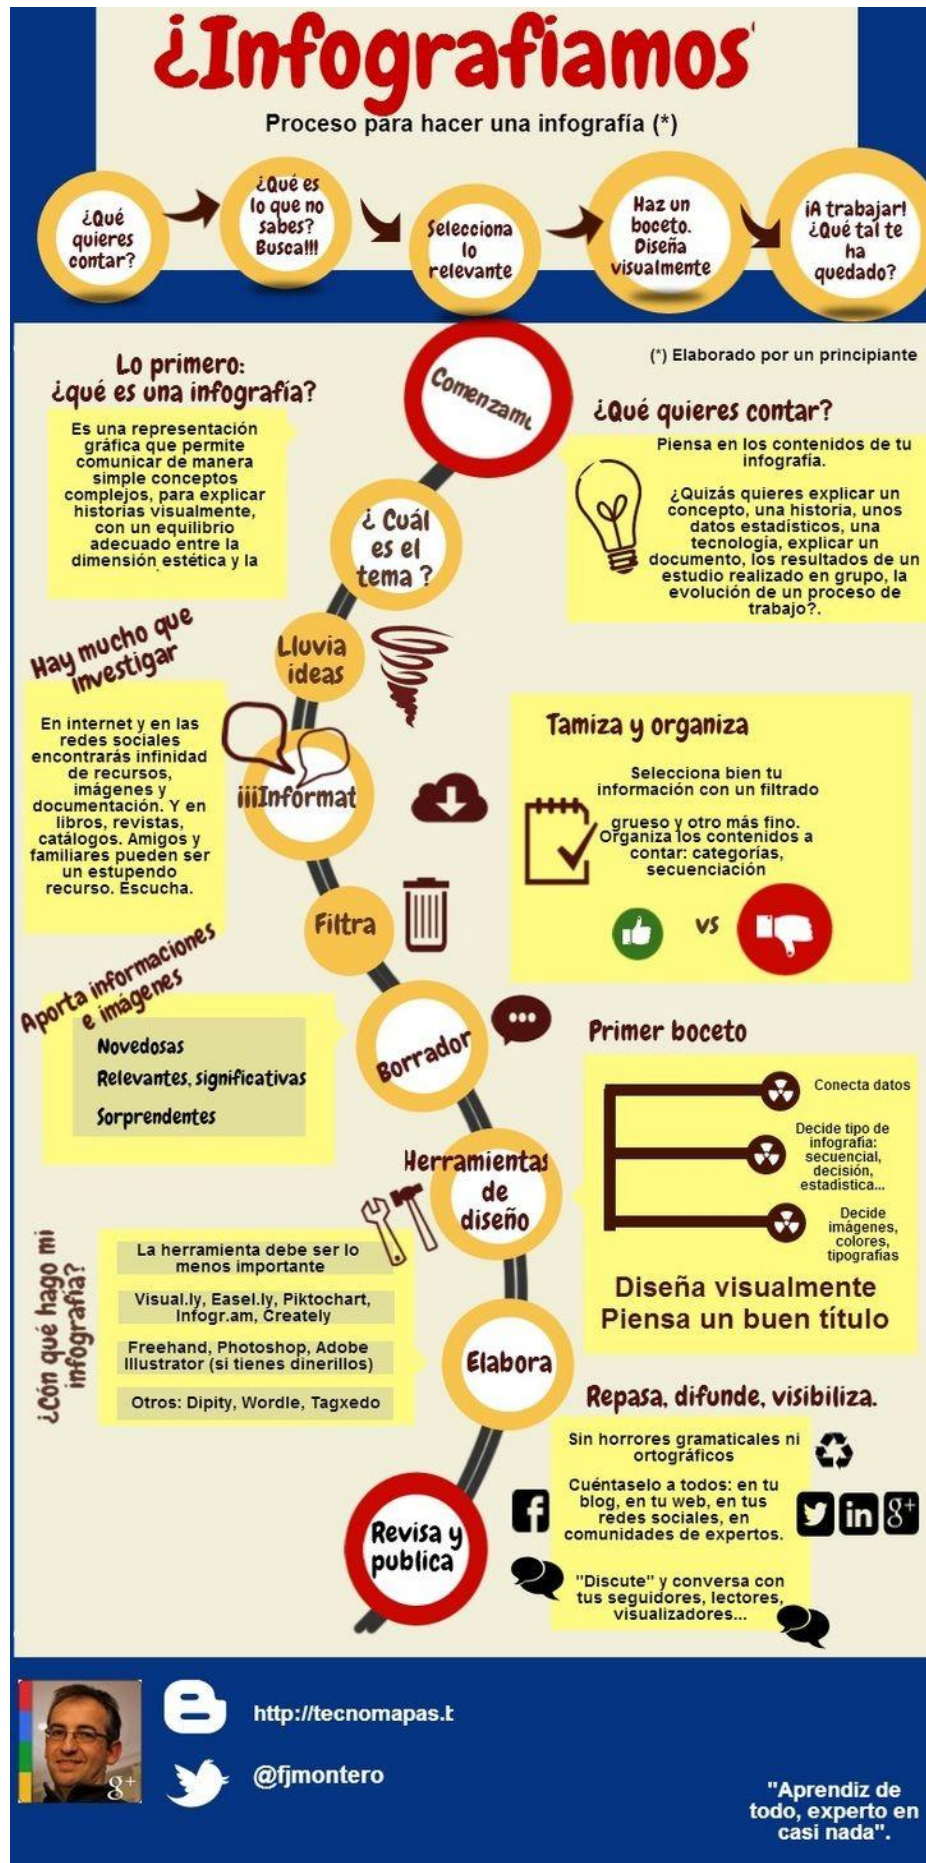 ¿Infografiamos
Proceso para hacer una infografía (*)
¿Qué
quieres
contar?
¿Qué es
lo que no
sabes?
Busca!!!
Selecciona
lo
relevante
Haz un
boceto.
Diseña
visualmente
¡A trabajar!
¿Qué tal te
ha
quedado?
(*) Elaborado por un principiante
Comenzam
Lo primero:
¿qué es una infografía?
Es una representación
gráfica que permite
comunicar de manera
simple conceptos
complejos, para explicar
historias visualmente,
con un equilibrio
adecuado entre la
dimensión estética y la
¿Qué quieres contar?
Piensa en los contenidos de tu
infografía.
¿Quizás quieres explicar un
concepto, una historia, unos
datos estadísticos, una
tecnología, explicar un
documento, los resultados de un
estudio realizado en grupo, la
evolución de un proceso de
trabajo?.
¿ Cuál
es el
tema ?
Lluvia
ideas
Hay mucho que
investigar
En internet y en las
redes sociales
encontrarás infinidad
de recursos,
imágenes y
documentación. Y en
libros, revistas,
catálogos. Amigos y
familiares pueden ser
un estupendo
recurso. Escucha.
¡¡¡Informat
Tamiza y organiza
Selecciona bien tu
información con un filtrado
grueso y otro más fino.
Organiza los contenidos a
contar: categorías,
secuenciación
vs
Filtra
Aporta informaciones
e imágenes
Novedosas
Relevantes, significativas
Sorprendentes
Borrador
Primer boceto
Conecta datos
Decide tipo de
infografia:
secuencial,
decisión,
estadística...
Decide
imágenes,
colores,
tipografías
Diseña visualmente
Piensa un buen título
Herramientas
de
diseño
¿Con qué hago mi
infografía?
La herramienta debe ser lo
menos importante
Visual.ly, Easel.ly, Piktochart,
Infogr.am, Creately
Freehand, Photoshop, Adobe
Illustrator (si tienes dinerillos)
Otros: Dipity, Wordle, Tagxedo
Elabora
Repasa, difunde, visibiliza.
Sin horrores gramaticales ni
ortográficos
Cuéntaselo a todos: en tu
blog, en tu web, en tus
redes sociales, en
comunidades de expertos.
"Discute" y conversa con
tus seguidores, lectores,
visualizadores...
Revisa y
publica
http://tecnomapas.b
@fjmontero
g+
"Aprendiz de
todo, experto en
casi nada".